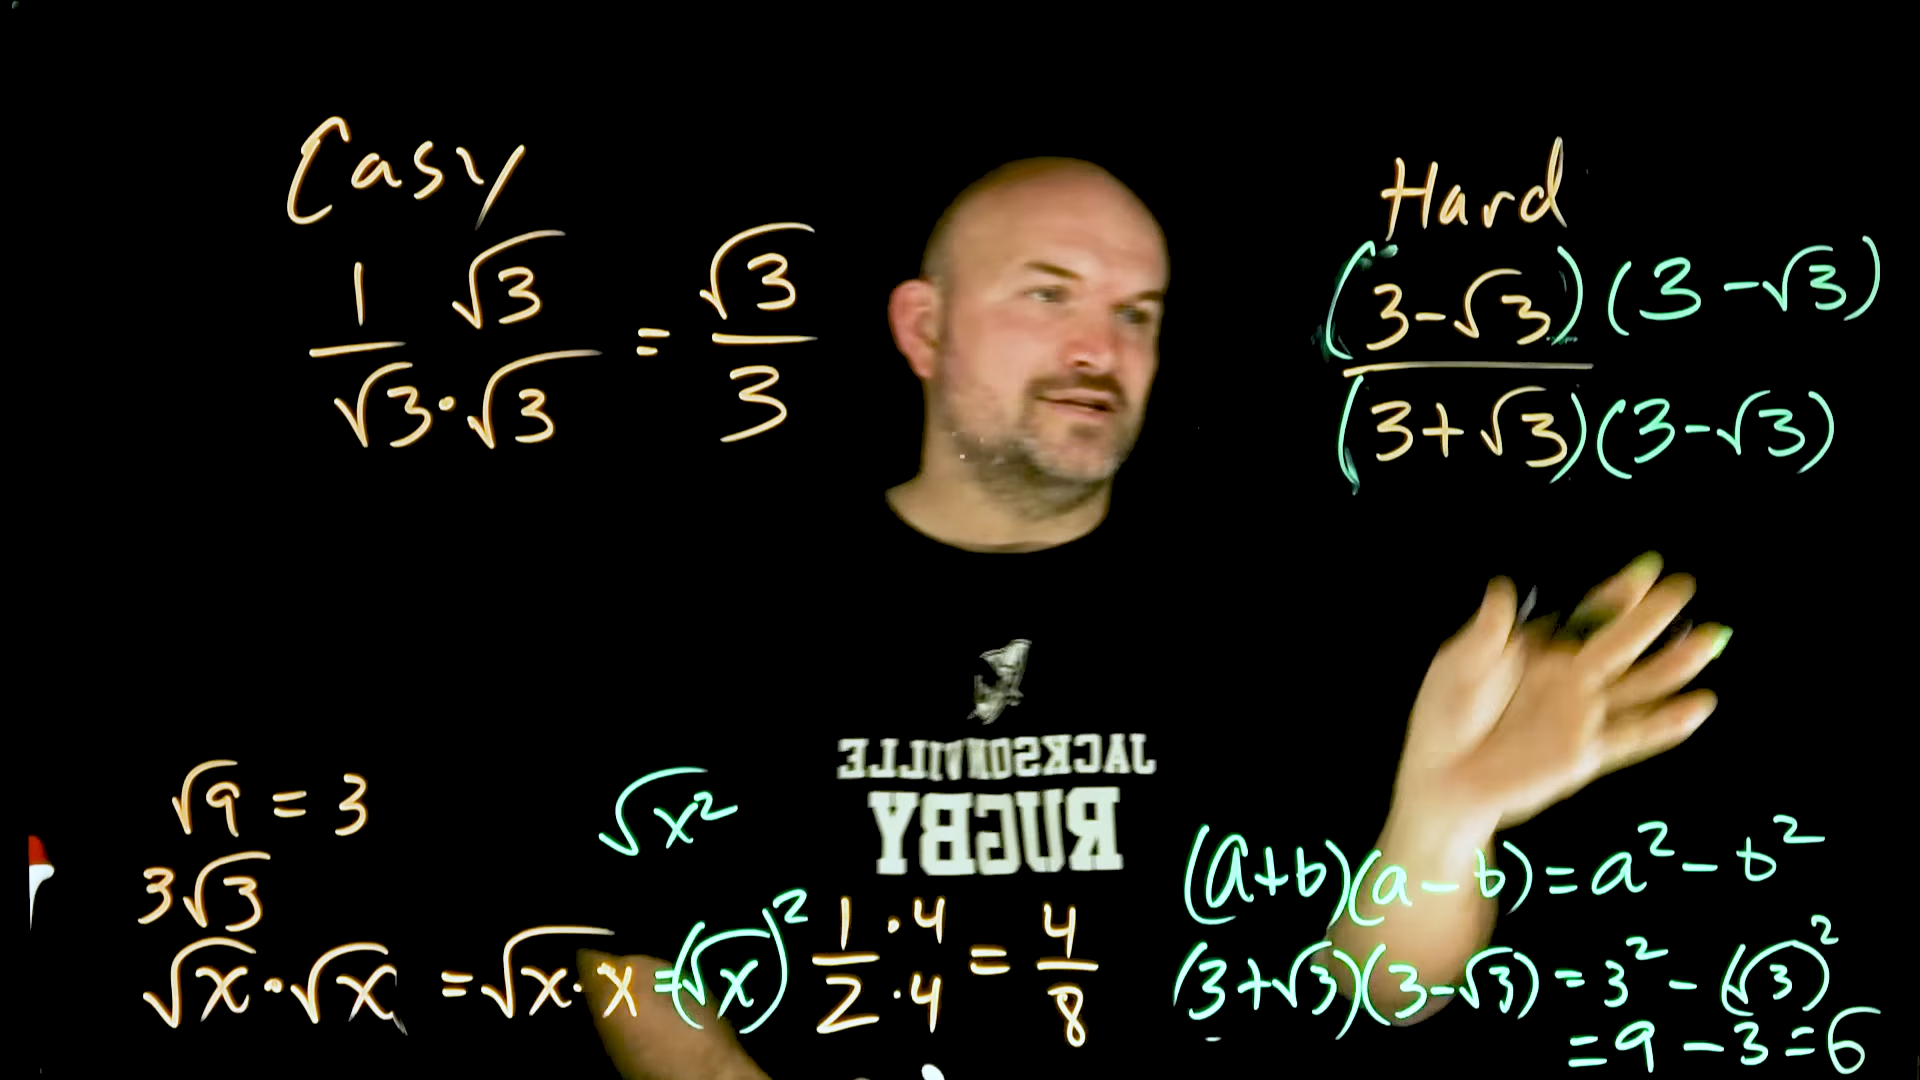 Easy
1/√3 · √3/√3 = √3/3
Hard
(3-√3)(3-√3)
(3+√3)(3-√3)
JACKSONVILLE
RUGBY
√9 = 3
3√3
√x·√x = √x·x = (√x)²
√x²
1·4/2·4 = 4/8
(a+b)(a-b) = a² - b²
(3+√3)(3-√3) = 3² - (√3)²
= 9 - 3 = 6